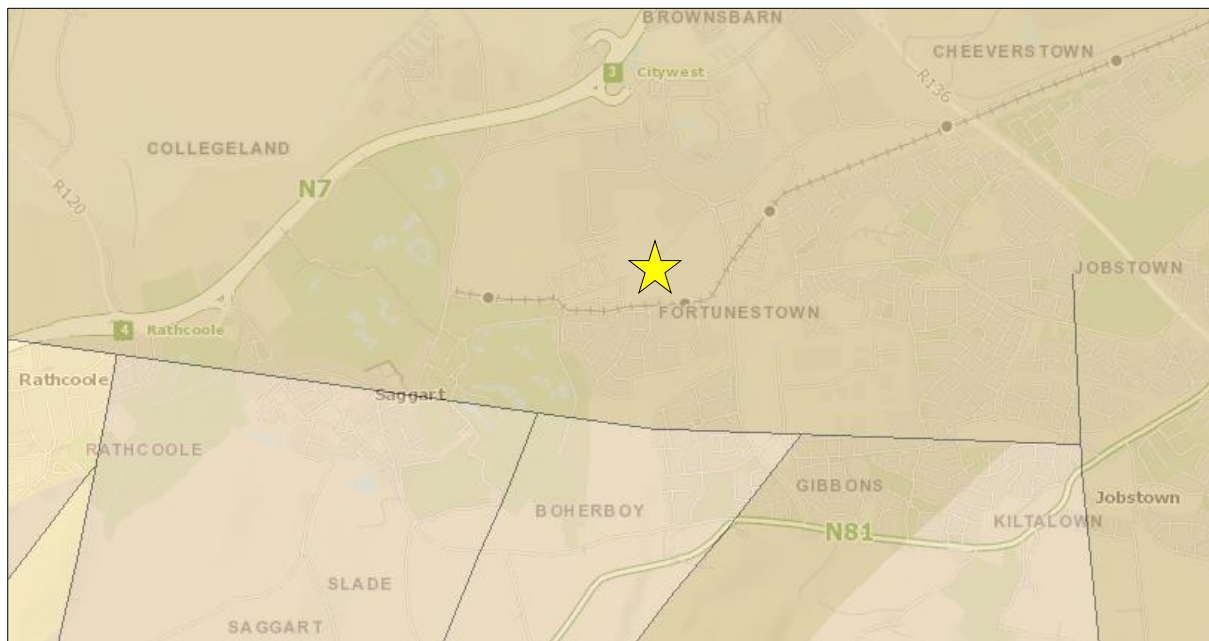 BROWNSBARN
CHEEVERSTOWN
3 Citywest
R136
COLLEGELAND
N7
R120
JOBSTOWN
FORTUNESTOWN
4 Rathcoole
Rathcoole
Saggart
RATHCOOLE
GIBBONS
Jobstown
BOHERBOY
KILTALOWN
N81
SLADE
SAGGART